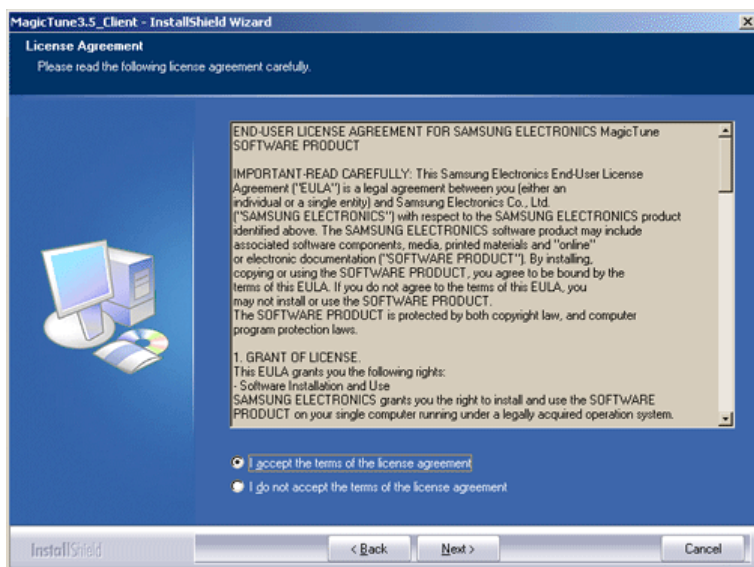 MagicTune3.5_Client - InstallShield Wizard
License Agreement
Please read the following license agreement carefully.
END-USER LICENSE AGREEMENT FOR SAMSUNG ELECTRONICS MagicTune
SOFTWARE PRODUCT
IMPORTANT-READ CAREFULLY: This Samsung Electronics End-User License
Agreement ("EULA") is a legal agreement between you (either an
individual or a single entity) and Samsung Electronics Co., Ltd.
("SAMSUNG ELECTRONICS") with respect to the SAMSUNG ELECTRONICS product
identified above. The SAMSUNG ELECTRONICS software product may include
associated software components, media, printed materials and "online"
or electronic documentation ("SOFTWARE PRODUCT"). By installing,
copying or using the SOFTWARE PRODUCT, you agree to be bound by the
terms of this EULA. If you do not agree to the terms of this EULA, you
may not install or use the SOFTWARE PRODUCT.
The SOFTWARE PRODUCT is protected by both copyright law, and computer
program protection laws.
1. GRANT OF LICENSE.
This EULA grants you the following rights:
- Software Installation and Use
SAMSUNG ELECTRONICS grants you the right to install and use the SOFTWARE
PRODUCT on your single computer running under a legally acquired operation system.
I accept the terms of the license agreement
I do not accept the terms of the license agreement
InstallShield
< Back
Next >
Cancel